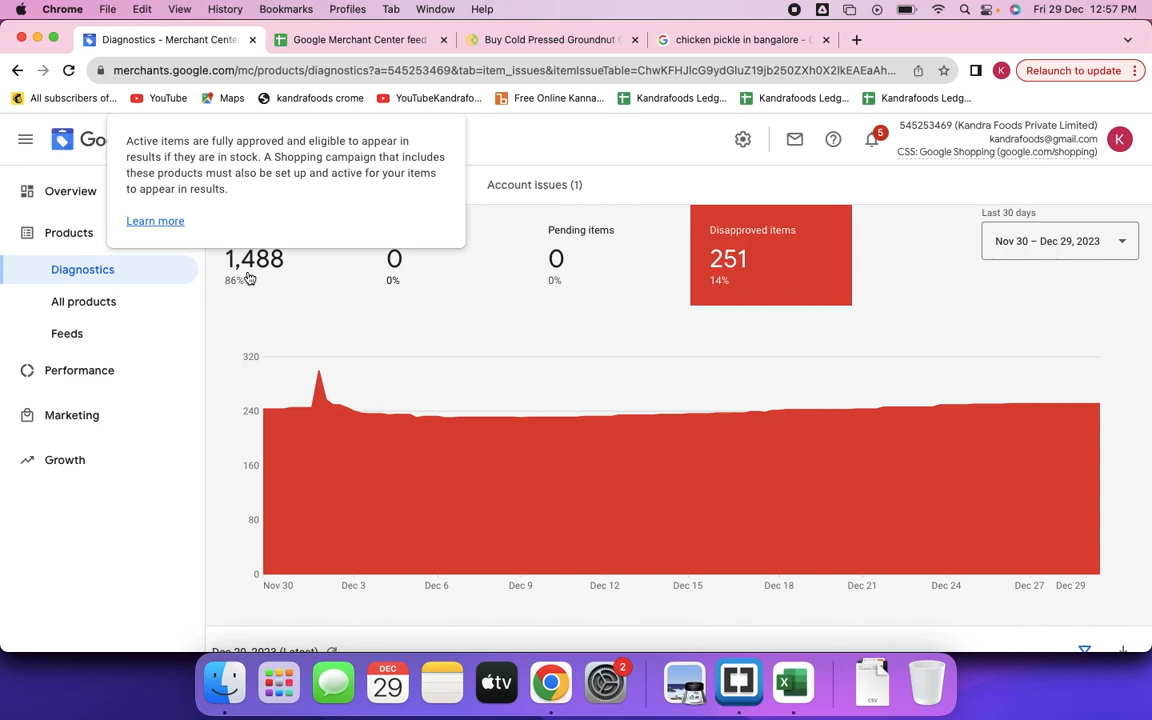 Chrome File Edit View History Bookmarks Profiles Tab Window Help Fri 29 Dec 12:57 PM
Diagnostics - Merchant Cente Google Merchant Center feed Buy Cold Pressed Groundnut chicken pickle in bangalore -
merchants.google.com/mc/products/diagnostics?a=545253469&tab=item_issues&itemIssueTable= Relaunch to update
All subscribers of... YouTube Maps kandrafoods crome YouTubeKandrafo... Free Online Kanna... Kandrafoods Ledg... Kandrafoods Ledg... Kandrafoods Ledg...
Go
5
545253469 (Kandra Foods Private Limited)
kandrafoods@gmail.com
CSS: Google Shopping (google.com/shopping)
K
Active items are fully approved and eligible to appear in
results if they are in stock. A Shopping campaign that includes
these products must also be set up and active for your items
to appear in results.
Learn more
Account issues (1)
Overview
Products
Diagnostics
All products
Feeds
Performance
Marketing
Growth
1,488
86%
0
0%
Pending items
0
0%
Disapproved items
251
14%
Last 30 days
Nov 30 – Dec 29, 2023
320
240
160
80
0
Nov 30 Dec 3 Dec 6 Dec 9 Dec 12 Dec 15 Dec 18 Dec 21 Dec 24 Dec 27 Dec 29
Dec 29, 2023 (Latest)
DEC
29
tv
2
csv